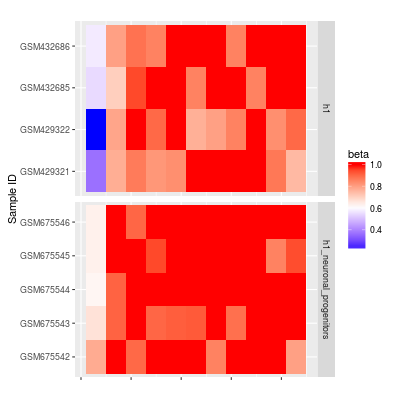 GSM432686
GSM432685
GSM429322
GSM429321
h1
GSM675546
GSM675545
GSM675544
GSM675543
GSM675542
h1_neuronal_progenitors
Sample ID
beta
1.0
0.8
0.6
0.4